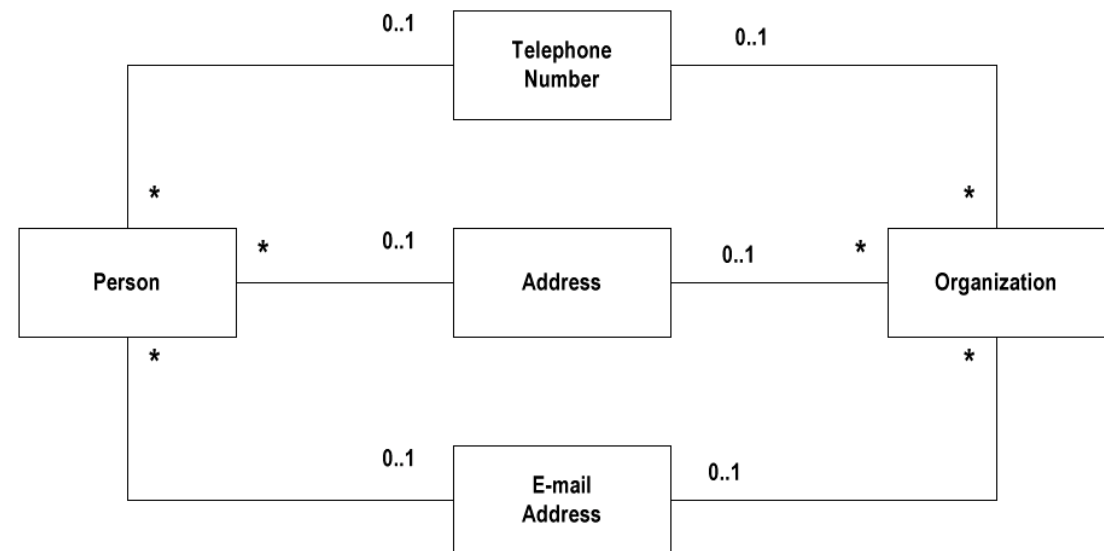 0..1
Telephone
Number
0..1
*
*
Person
*
0..1
Address
0..1
*
Organization
*
*
0..1
E-mail
Address
0..1